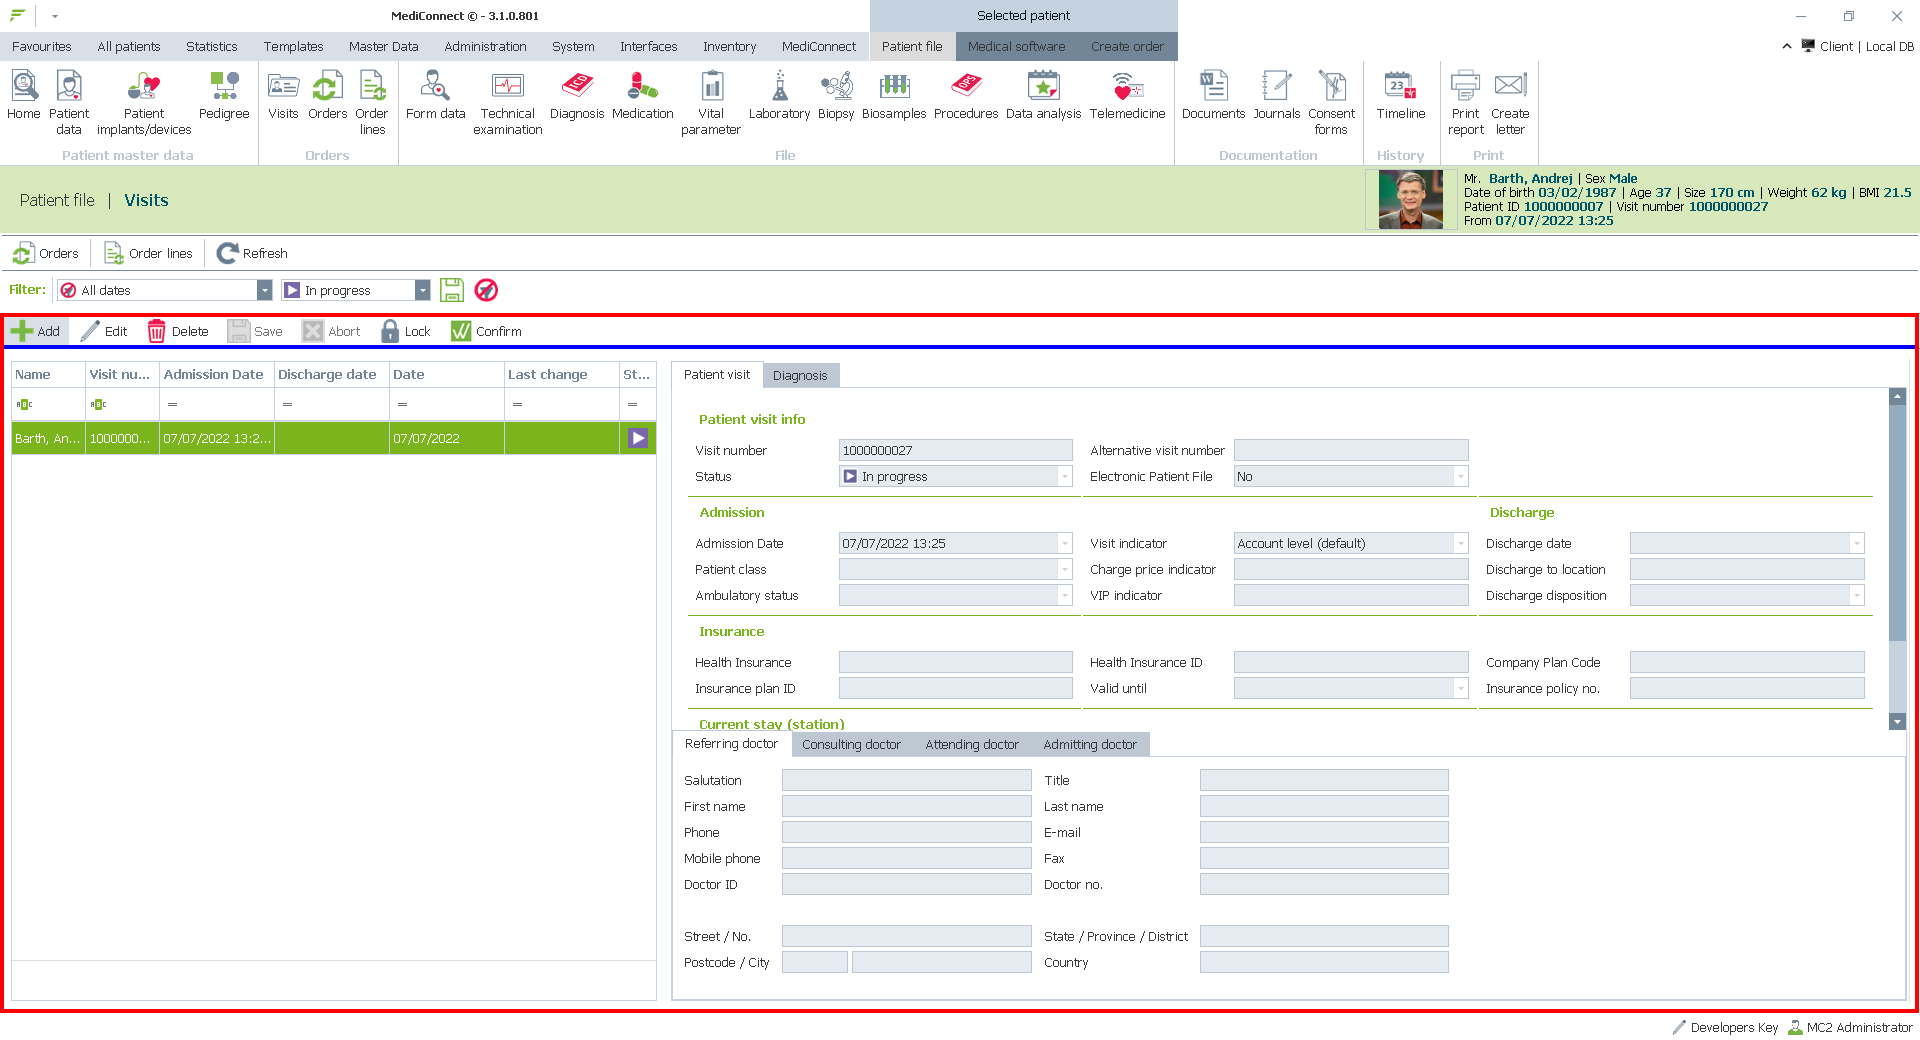 MediConnect © - 3.1.0.801
Selected patient
Favourites All patients Statistics Templates Master Data Administration System Interfaces Inventory MediConnect Patient file Medical software Create order Client | Local DB
Home Patient data Patient implants/devices Pedigree Visits Orders Order lines Form data Technical examination Diagnosis Medication Vital parameter Laboratory Biopsy Biosamples Procedures Data analysis Telemedicine Documents Journals Consent forms Timeline Print report Create letter
Patient master data Orders File Documentation History Print
Patient file | Visits
Mr. Barth, Andrej | Sex Male
Date of birth 03/02/1987 | Age 37 | Size 170 cm | Weight 62 kg | BMI 21.5
Patient ID 1000000007 | Visit number 1000000027
From 07/07/2022 13:25
Orders Order lines Refresh
Filter: All dates In progress
Add Edit Delete Save Abort Lock Confirm
Name Visit nu... Admission Date Discharge date Date Last change St...
ABC ABC = = = = =
Barth, An... 1000000... 07/07/2022 13:2... 07/07/2022
Patient visit Diagnosis
Patient visit info
Visit number 1000000027 Alternative visit number
Status In progress Electronic Patient File No
Admission Discharge
Admission Date 07/07/2022 13:25 Visit indicator Account level (default) Discharge date
Patient class Charge price indicator Discharge to location
Ambulatory status VIP indicator Discharge disposition
Insurance
Health Insurance Health Insurance ID Company Plan Code
Insurance plan ID Valid until Insurance policy no.
Current stay (station)
Referring doctor Consulting doctor Attending doctor Admitting doctor
Salutation Title
First name Last name
Phone E-mail
Mobile phone Fax
Doctor ID Doctor no.
Street / No. State / Province / District
Postcode / City Country
Developers Key MC2 Administrator